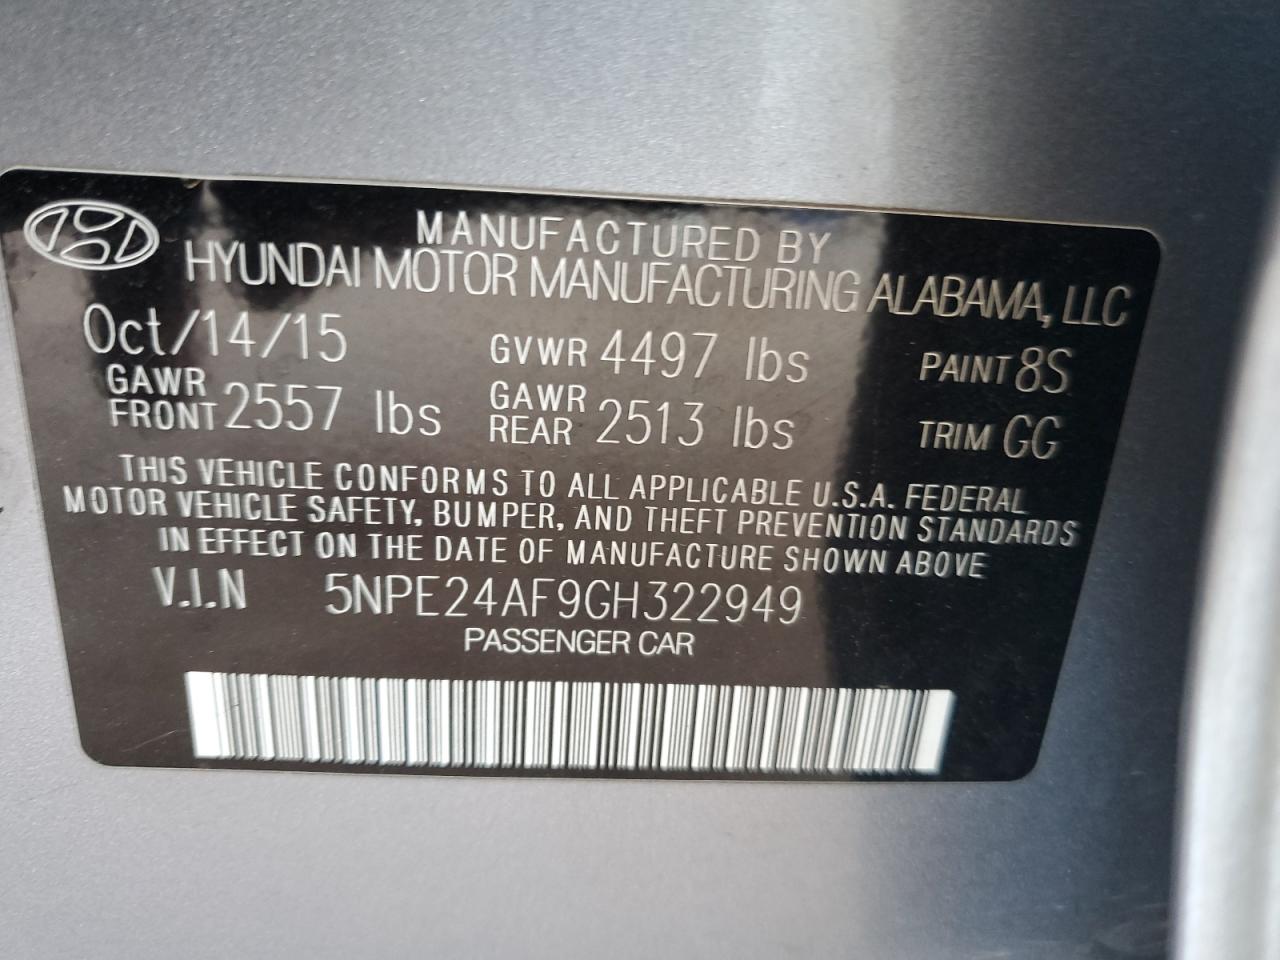 MANUFACTURED BY
HYUNDAI MOTOR MANUFACTURING ALABAMA, LLC
Oct/14/15 GVWR 4497 lbs PAINT 8S
GAWR FRONT 2557 lbs GAWR REAR 2513 lbs TRIM GG
THIS VEHICLE CONFORMS TO ALL APPLICABLE U.S.A. FEDERAL
MOTOR VEHICLE SAFETY, BUMPER, AND THEFT PREVENTION STANDARDS
IN EFFECT ON THE DATE OF MANUFACTURE SHOWN ABOVE
V.I.N 5NPE24AF9GH322949
PASSENGER CAR